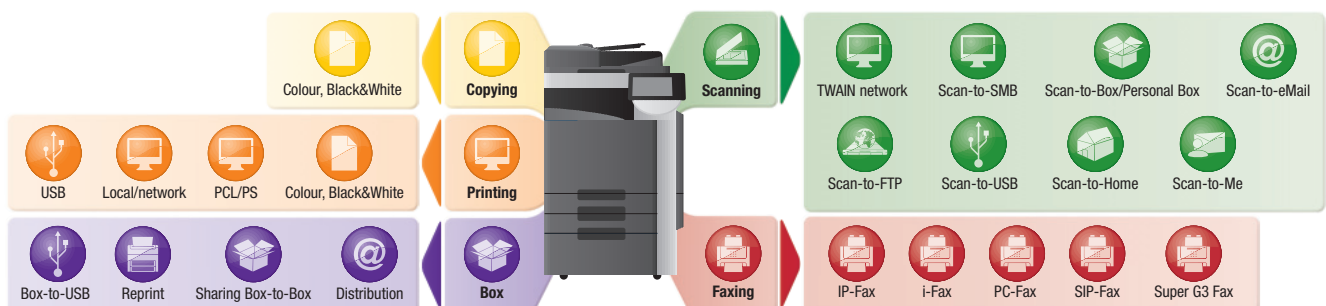 Colour, Black&White
Copying
Scanning
TWAIN network
Scan-to-SMB
Scan-to-Box/Personal Box
Scan-to-eMail
USB
Local/network
PCL/PS
Colour, Black&White
Printing
Scan-to-FTP
Scan-to-USB
Scan-to-Home
Scan-to-Me
Box-to-USB
Reprint
Sharing Box-to-Box
Distribution
Box
Faxing
IP-Fax
i-Fax
PC-Fax
SIP-Fax
Super G3 Fax